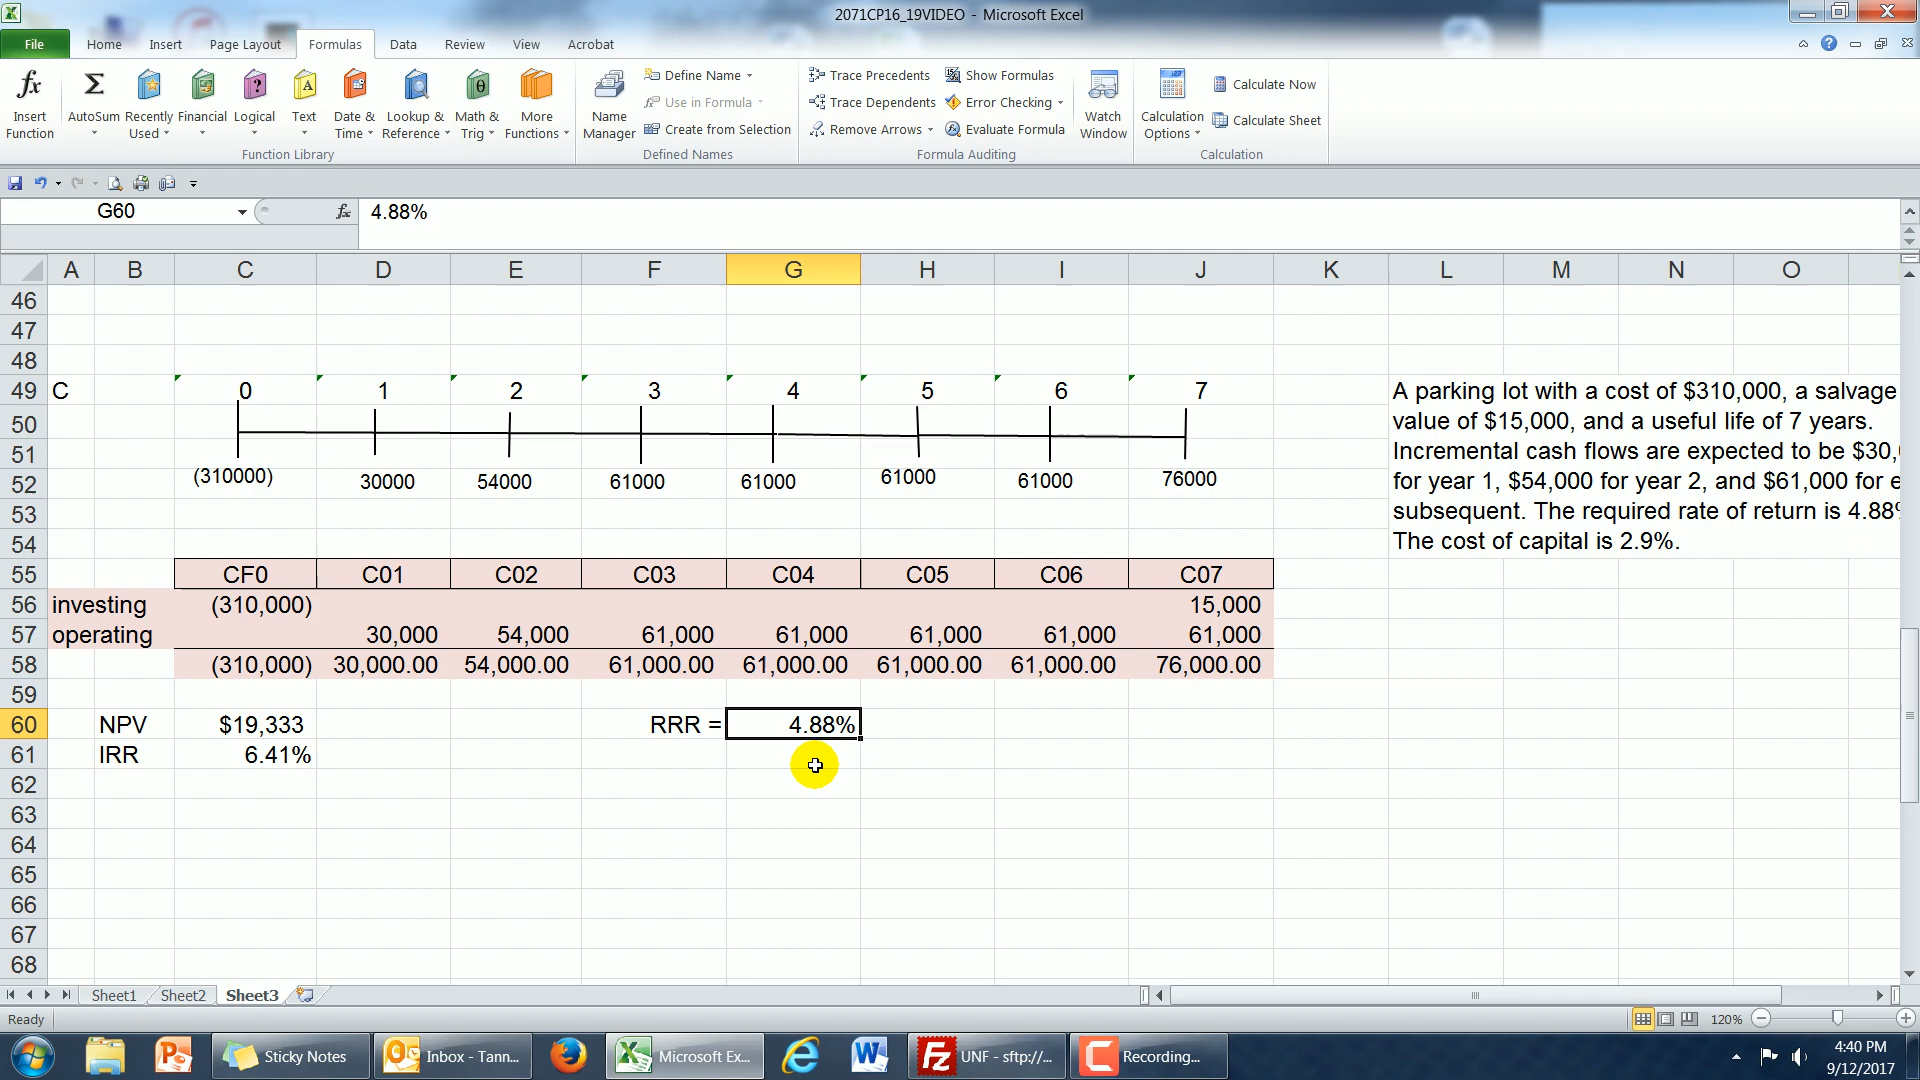 2071CP16_19VIDEO - Microsoft Excel
File Home Insert Page Layout Formulas Data Review View Acrobat
Insert Function
AutoSum
Recently Used
Financial
Logical
Text
Date & Time
Lookup & Reference
Math & Trig
More Functions
Function Library
Name Manager
Define Name
Use in Formula
Create from Selection
Defined Names
Trace Precedents
Trace Dependents
Remove Arrows
Show Formulas
Error Checking
Evaluate Formula
Formula Auditing
Watch Window
Calculation Options
Calculate Now
Calculate Sheet
Calculation
G60 fx 4.88%
A B C D E F G H I J K L M N O
46
47
48
49 C 0 1 2 3 4 5 6 7 A parking lot with a cost of $310,000, a salvage
50 value of $15,000, and a useful life of 7 years.
51 Incremental cash flows are expected to be $30,
52 (310000) 30000 54000 61000 61000 61000 61000 76000 for year 1, $54,000 for year 2, and $61,000 for e
53 subsequent. The required rate of return is 4.88%
54 The cost of capital is 2.9%.
55 CF0 C01 C02 C03 C04 C05 C06 C07
56 investing (310,000) 15,000
57 operating 30,000 54,000 61,000 61,000 61,000 61,000 61,000
58 (310,000) 30,000.00 54,000.00 61,000.00 61,000.00 61,000.00 61,000.00 76,000.00
59
60 NPV $19,333 RRR = 4.88%
61 IRR 6.41%
62
63
64
65
66
67
68
Sheet1 Sheet2 Sheet3
Ready 120%
Sticky Notes Inbox - Tann... Microsoft Ex... UNF - sftp://... Recording...
4:40 PM
9/12/2017